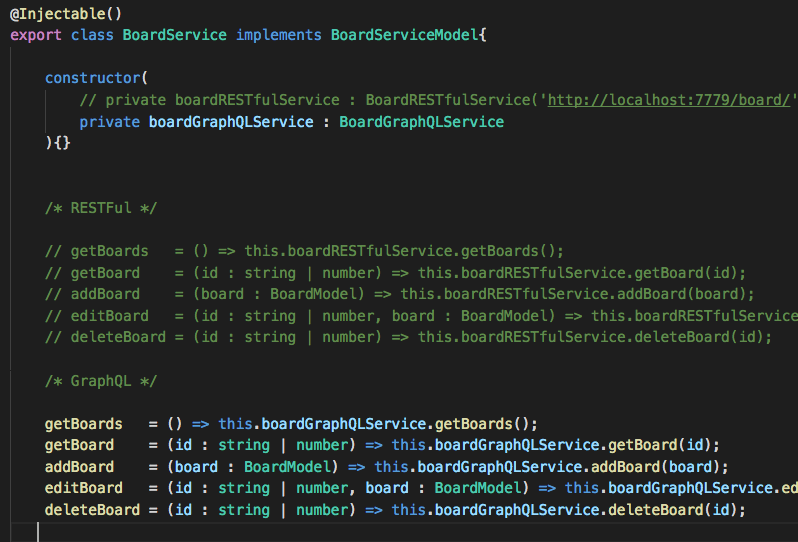 @Injectable()
export class BoardService implements BoardServiceModel{
constructor(
// private boardRESTfulService : BoardRESTfulService('http://localhost:7779/board/'
private boardGraphQLService : BoardGraphQLService
){}
/* RESTFul */
// getBoards   = () => this.boardRESTfulService.getBoards();
// getBoard    = (id : string | number) => this.boardRESTfulService.getBoard(id);
// addBoard    = (board : BoardModel) => this.boardRESTfulService.addBoard(board);
// editBoard   = (id : string | number, board : BoardModel) => this.boardRESTfulService
// deleteBoard = (id : string | number) => this.boardRESTfulService.deleteBoard(id);
/* GraphQL */
getBoards   = () => this.boardGraphQLService.getBoards();
getBoard    = (id : string | number) => this.boardGraphQLService.getBoard(id);
addBoard    = (board : BoardModel) => this.boardGraphQLService.addBoard(board);
editBoard   = (id : string | number, board : BoardModel) => this.boardGraphQLService.ed
deleteBoard = (id : string | number) => this.boardGraphQLService.deleteBoard(id);